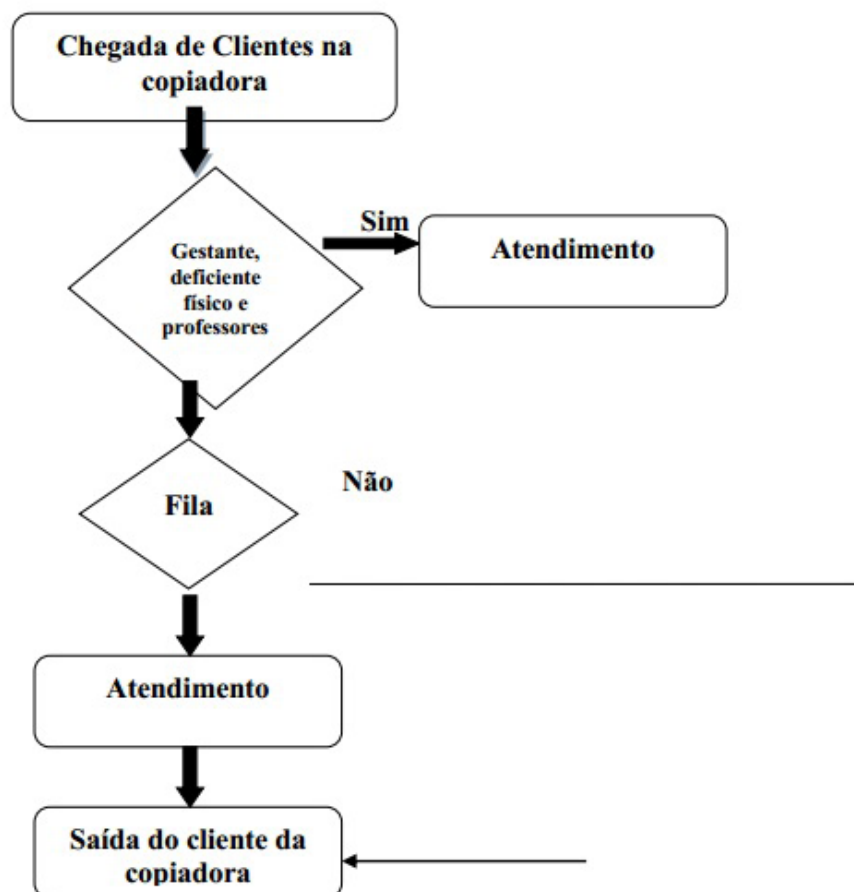 Chegada de Clientes na
copiadora
Sim
Gestante,
deficiente
físico e
professores
Atendimento
Fila
Não
Atendimento
Saída do cliente da
copiadora